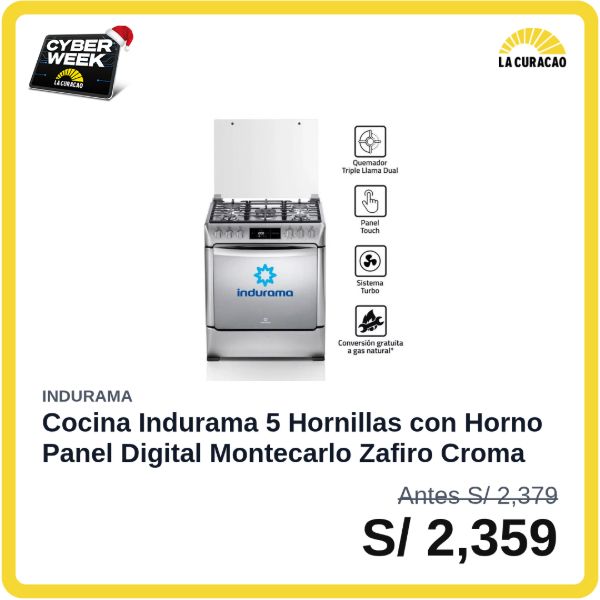 CYBER
WEEK
LA CURACAO
LA CURACAO
Quemador
Triple Llama Dual
Panel
Touch
Sistema
Turbo
Conversión gratuita
a gas natural*
indurama
INDURAMA
Cocina Indurama 5 Hornillas con Horno
Panel Digital Montecarlo Zafiro Croma
Antes S/ 2,379
S/ 2,359